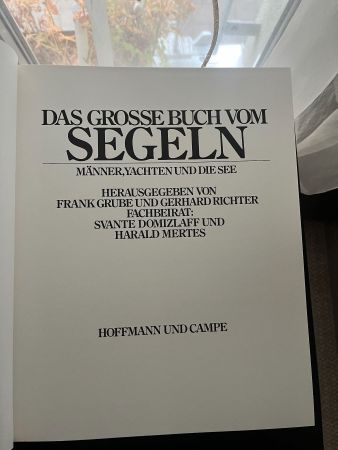 DAS GROSSE BUCH VOM
SEGELN
MÄNNER, YACHTEN UND DIE SEE
HERAUSGEGEBEN VON
FRANK GRUBE UND GERHARD RICHTER
FACHBEIRAT:
SVANTE DOMIZLAFF UND
HARALD MERTES
HOFFMANN UND CAMPE